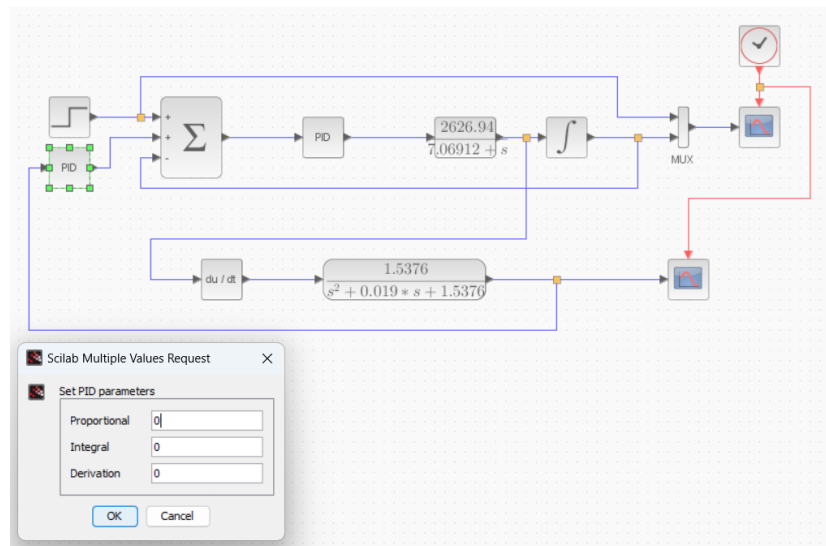 +
+
-
Σ
PID
2626.94
7.06912 + s
∫
MUX
PID
du / dt
1.5376
s² + 0.019 * s + 1.5376
Scilab Multiple Values Request
Set PID parameters
Proportional 0
Integral 0
Derivation 0
OK Cancel